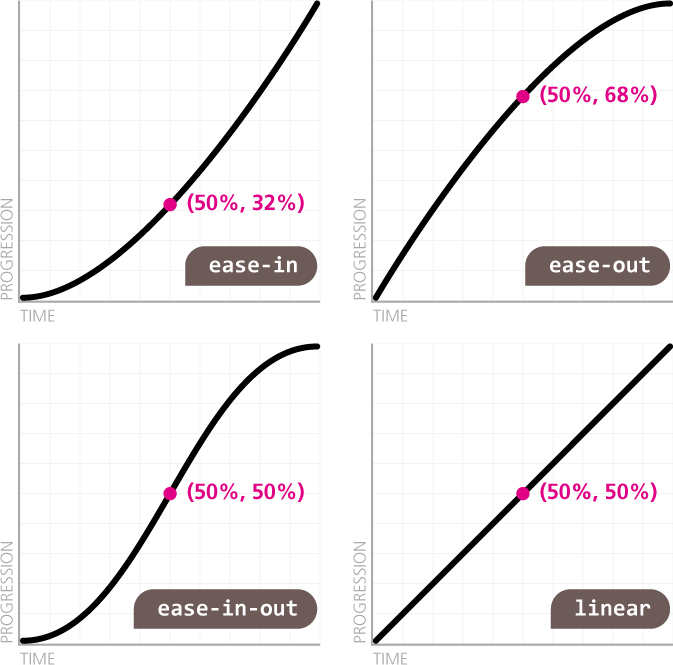 PROGRESSION
(50%, 32%)
ease-in
TIME
PROGRESSION
(50%, 68%)
ease-out
TIME
PROGRESSION
(50%, 50%)
ease-in-out
TIME
PROGRESSION
(50%, 50%)
linear
TIME